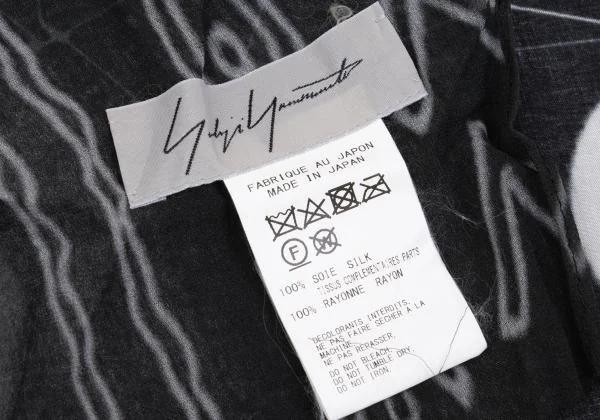 Yohji Yamamoto
FABRIQUE AU JAPON
MADE IN JAPAN
F
W
100% SOIE SILK
TISSUS COMPLEMENTAIRES.PARTS
100% RAYONNE RAYON
DECOLORANTS INTERDITS.
NE PAS FAIRE SECHER A LA
MACHINE.
NE PAS REPASSER.
DO NOT BLEACH.
DO NOT TUMBLE DRY.
DO NOT IRON.